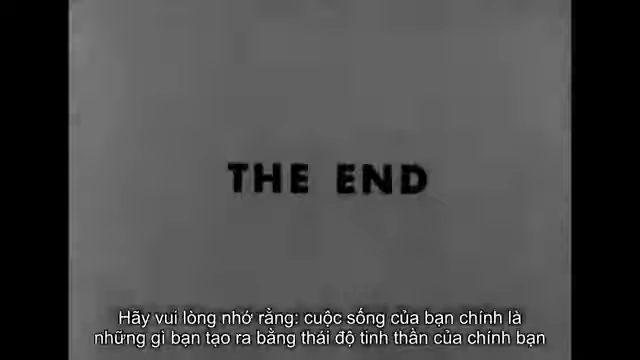 THE END
Hãy vui lòng nhớ rằng: cuộc sống của bạn chính là
những gì bạn tạo ra bằng thái độ tinh thần của chính bạn